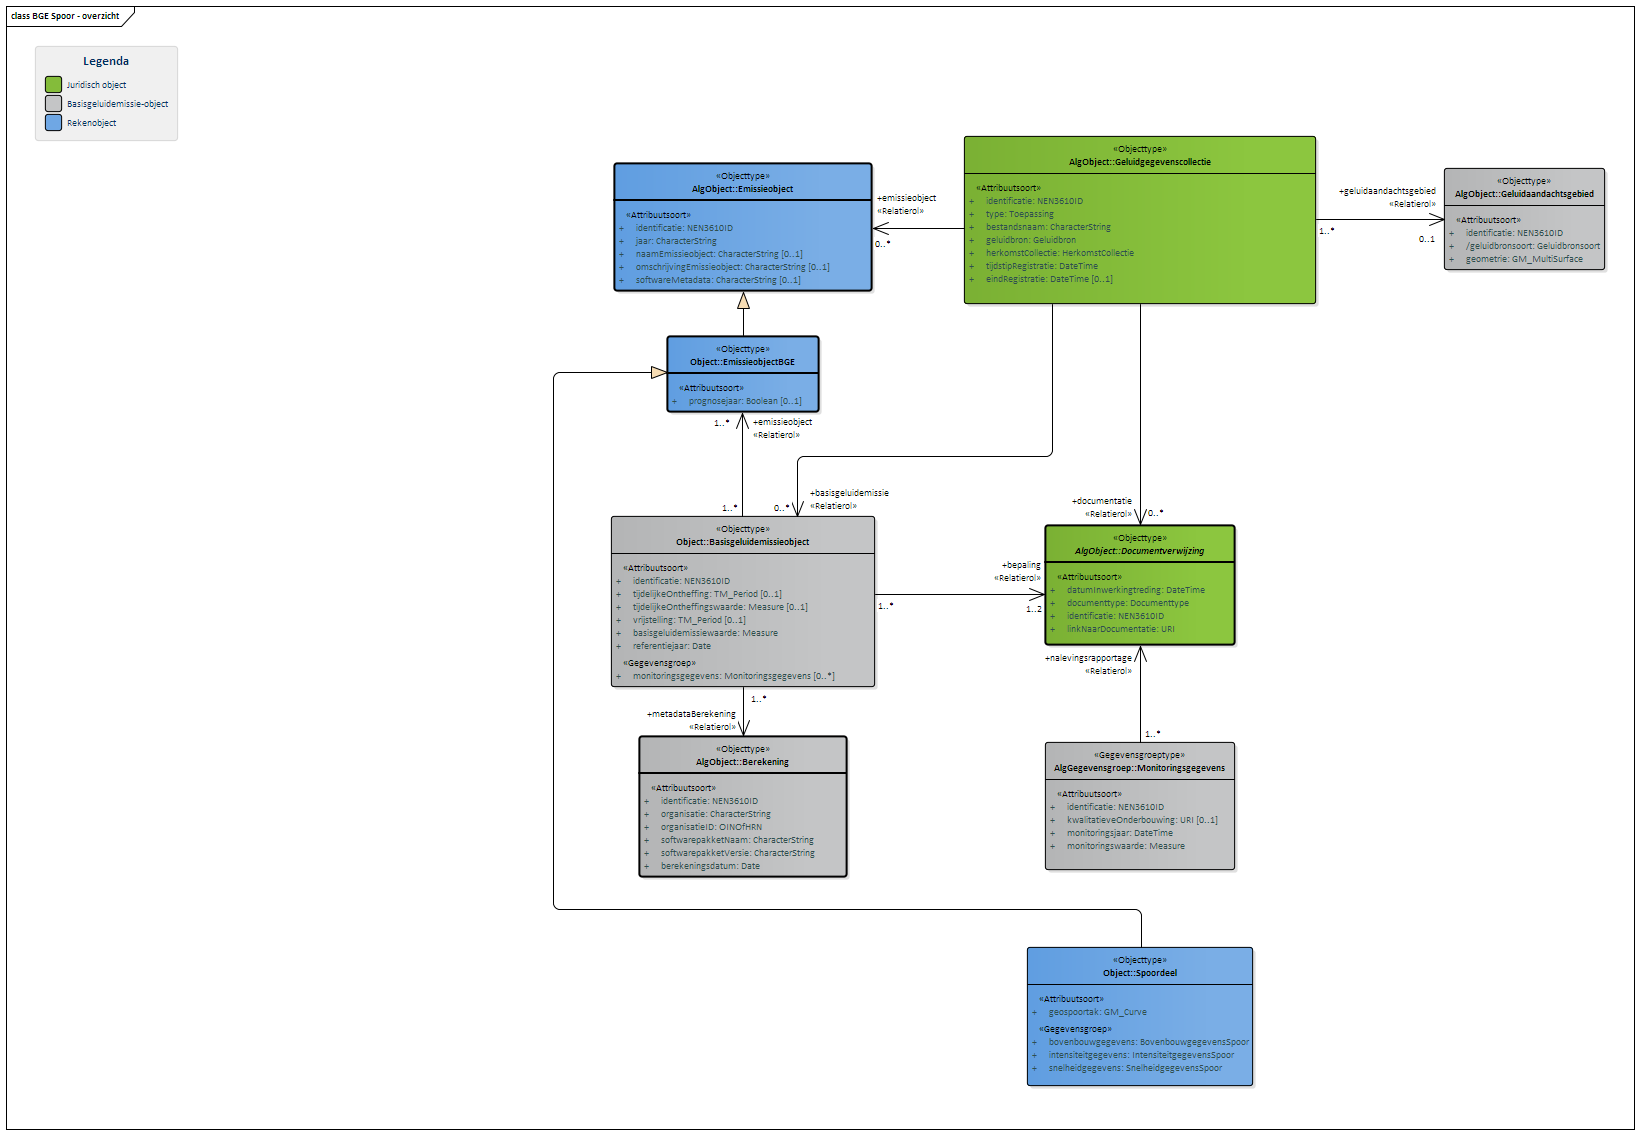 class BGE Spoor - overzicht
Legenda
Juridisch object
Basisgeluidemissie-object
Rekenobject
«Objecttype»
AlgObject::Emissieobject
«Attribuutsoort»
+ identificatie: NEN3610ID
+ jaar: CharacterString
+ naamEmissieobject: CharacterString [0..1]
+ omschrijvingEmissieobject: CharacterString [0..1]
+ softwareMetadata: CharacterString [0..1]
+emissieobject
«Relatierol»
0..*
«Objecttype»
AlgObject::Geluidgegevenscollectie
«Attribuutsoort»
+ identificatie: NEN3610ID
+ type: Toepassing
+ bestandsnaam: CharacterString
+ geluidbron: Geluidbron
+ herkomstCollectie: HerkomstCollectie
+ tijdstipRegistratie: DateTime
+ eindRegistratie: DateTime [0..1]
+geluidaandachtsgebied
«Relatierol»
1..*
0..1
«Objecttype»
AlgObject::Geluidaandachtsgebied
«Attribuutsoort»
+ identificatie: NEN3610ID
+ /geluidbronsoort: Geluidbronsoort
+ geometrie: GM_MultiSurface
«Objecttype»
Object::EmissieobjectBGE
«Attribuutsoort»
+ prognosejaar: Boolean [0..1]
1..*
+emissieobject
«Relatierol»
1..*
0..*
+basisgeluidemissie
«Relatierol»
+documentatie
«Relatierol»
0..*
«Objecttype»
Object::Basisgeluidemissieobject
«Attribuutsoort»
+ identificatie: NEN3610ID
+ tijdelijkeOntheffing: TM_Period [0..1]
+ tijdelijkeOntheffingswaarde: Measure [0..1]
+ vrijstelling: TM_Period [0..1]
+ basisgeluidemissiewaarde: Measure
+ referentiejaar: Date
«Gegevensgroep»
+ monitoringsgegevens: Monitoringsgegevens [0..*]
+bepaling
«Relatierol»
1..*
1..2
«Objecttype»
AlgObject::Documentverwijzing
«Attribuutsoort»
+ datumInwerkingtreding: DateTime
+ documenttype: Documenttype
+ identificatie: NEN3610ID
+ linkNaarDocumentatie: URI
+nalevingsrapportage
«Relatierol»
1..*
1..*
+metadataBerekening
«Relatierol»
«Objecttype»
AlgObject::Berekening
«Attribuutsoort»
+ identificatie: NEN3610ID
+ organisatie: CharacterString
+ organisatieID: OINOfHRN
+ softwarepakketNaam: CharacterString
+ softwarepakketVersie: CharacterString
+ berekeningsdatum: Date
«Gegevensgroeptype»
AlgGegevensgroep::Monitoringsgegevens
«Attribuutsoort»
+ identificatie: NEN3610ID
+ kwalitatieveOnderbouwing: URI [0..1]
+ monitoringsjaar: DateTime
+ monitoringswaarde: Measure
«Objecttype»
Object::Spoordeel
«Attribuutsoort»
+ geospoortak: GM_Curve
«Gegevensgroep»
+ bovenbouwgegevens: BovenbouwgegevensSpoor
+ intensiteitgegevens: IntensiteitgegevensSpoor
+ snelheidgegevens: SnelheidgegevensSpoor